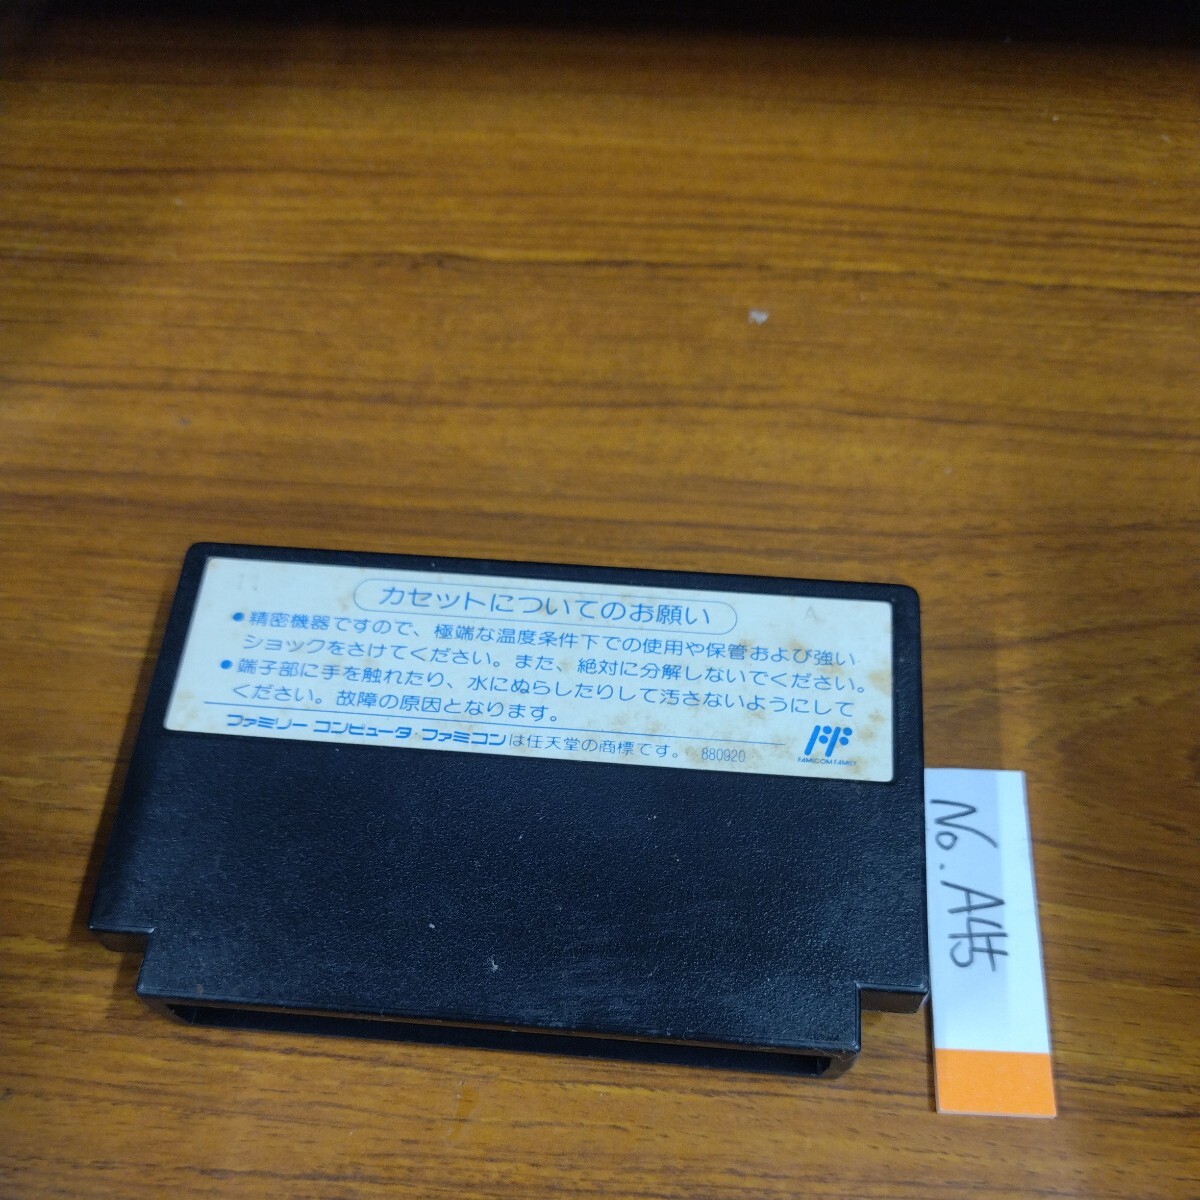 カセットについてのお願い
●精密機器ですので、極端な温度条件下での使用や保管および強い
ショックをさけてください。また、絶対に分解しないでください。
●端子部に手を触れたり、水にぬらしたりして汚さないようにして
ください。故障の原因となります。
ファミリーコンピュータ・ファミコンは任天堂の商標です。 880920
FF
FAMICOM FAMILY
No. A45